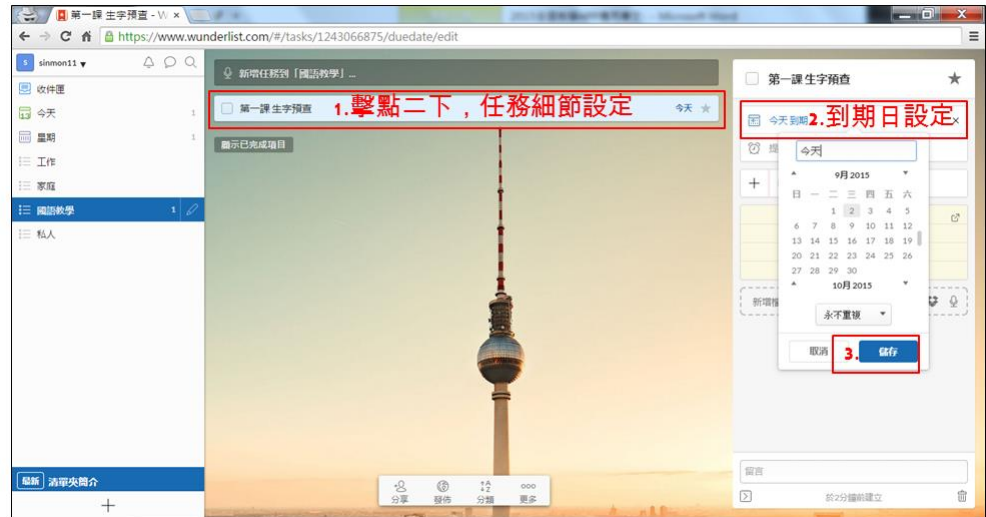 第一課 生字預查 - W
https://www.wunderlist.com/#/tasks/1243066875/duedate/edit
sinmon11
收件匣
今天 1
星期 1
工作
家庭
國語教學 1
私人
最新 清單夾簡介
新增任務到「國語教學」...
第一課 生字預查 1.擊點二下，任務細節設定 今天
顯示已完成項目
分享 發佈 分類 更多
第一課 生字預查
今天 到期 2.到期日設定
提
今天
9月 2015
日 一 二 三 四 五 六
1 2 3 4 5
6 7 8 9 10 11 12
13 14 15 16 17 18 19
20 21 22 23 24 25 26
27 28 29 30
10月 2015
新增檔
永不重複
取消 3. 儲存
留言
於2分鐘前建立